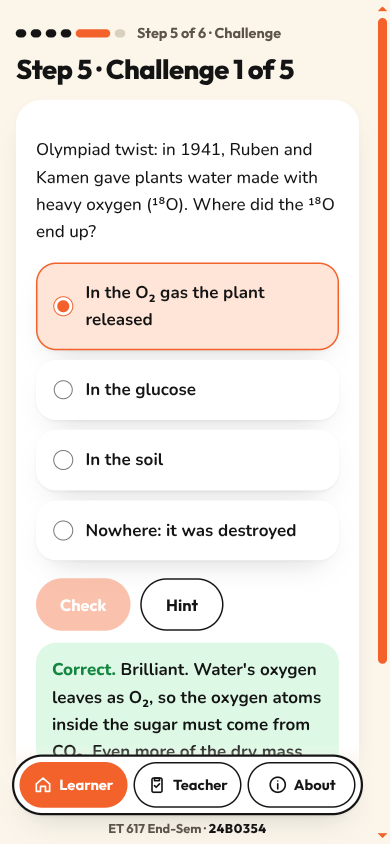 Step 5 of 6 · Challenge
Step 5 · Challenge 1 of 5
Olympiad twist: in 1941, Ruben and
Kamen gave plants water made with
heavy oxygen (¹⁸O). Where did the ¹⁸O
end up?
In the O₂ gas the plant
released
In the glucose
In the soil
Nowhere: it was destroyed
Check Hint
Correct. Brilliant. Water's oxygen
leaves as O₂, so the oxygen atoms
inside the sugar must come from
CO₂. Even more of the dry mass
Learner Teacher About
ET 617 End-Sem · 24B0354